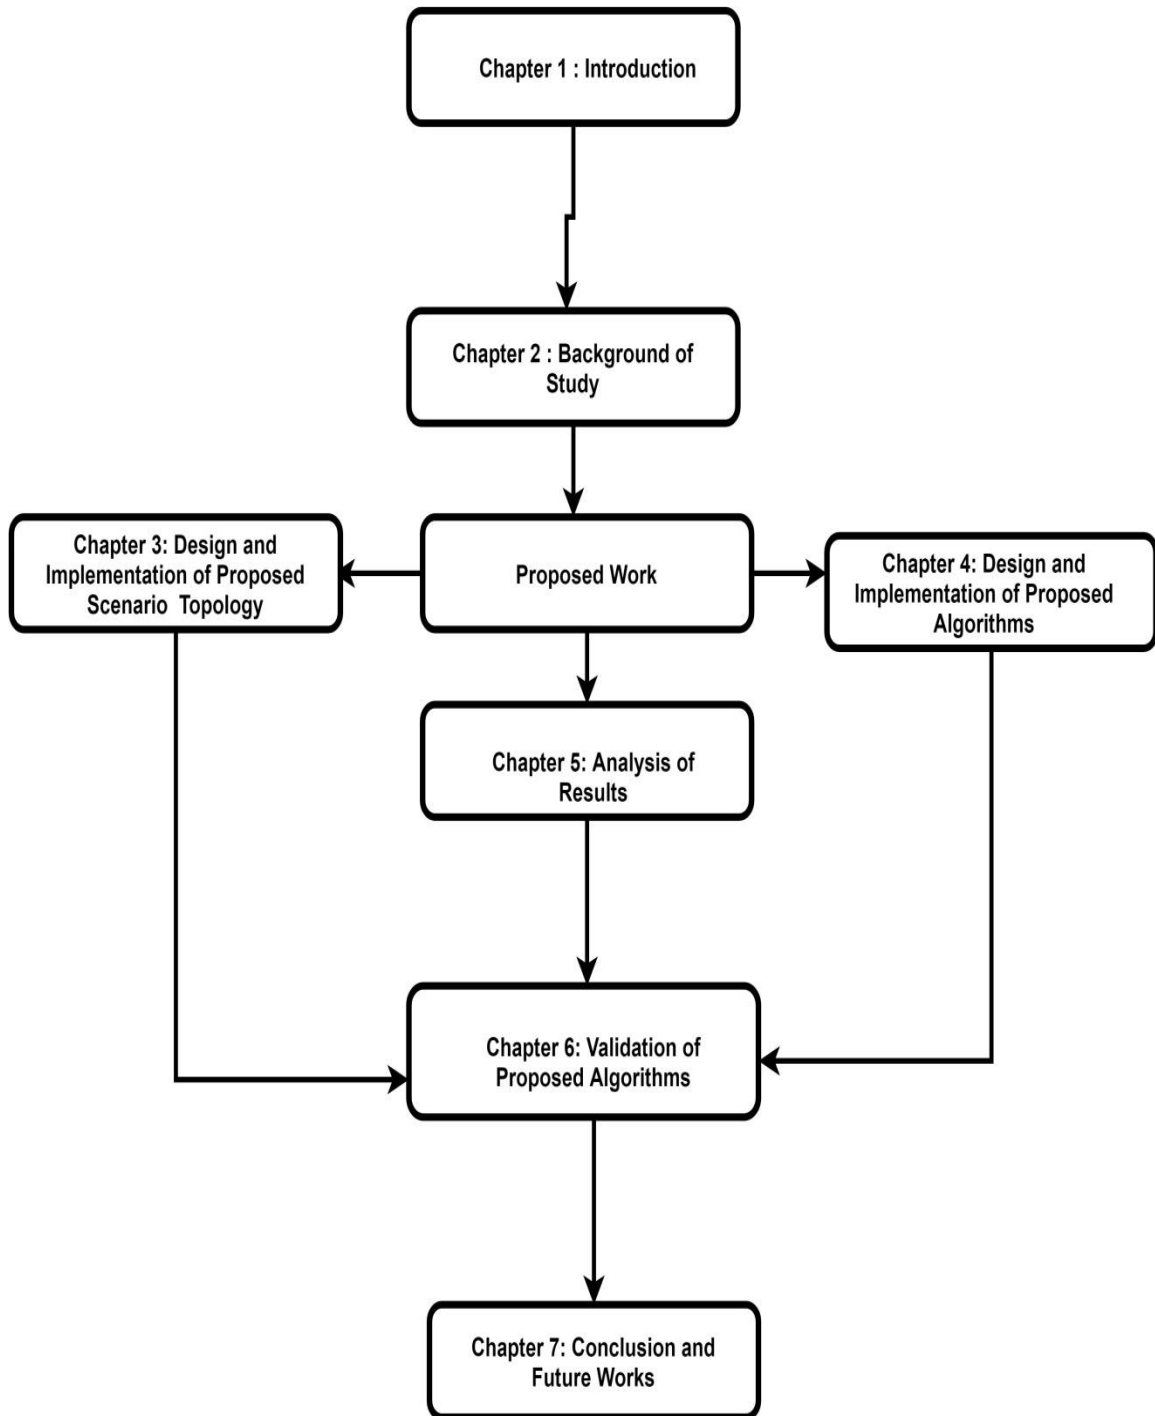 Chapter 1 : Introduction
Chapter 2 : Background of
Study
Chapter 3: Design and
Implementation of Proposed
Scenario  Topology
Proposed Work
Chapter 4: Design and
Implementation of Proposed
Algorithms
Chapter 5: Analysis of
Results
Chapter 6: Validation of
Proposed Algorithms
Chapter 7: Conclusion and
Future Works